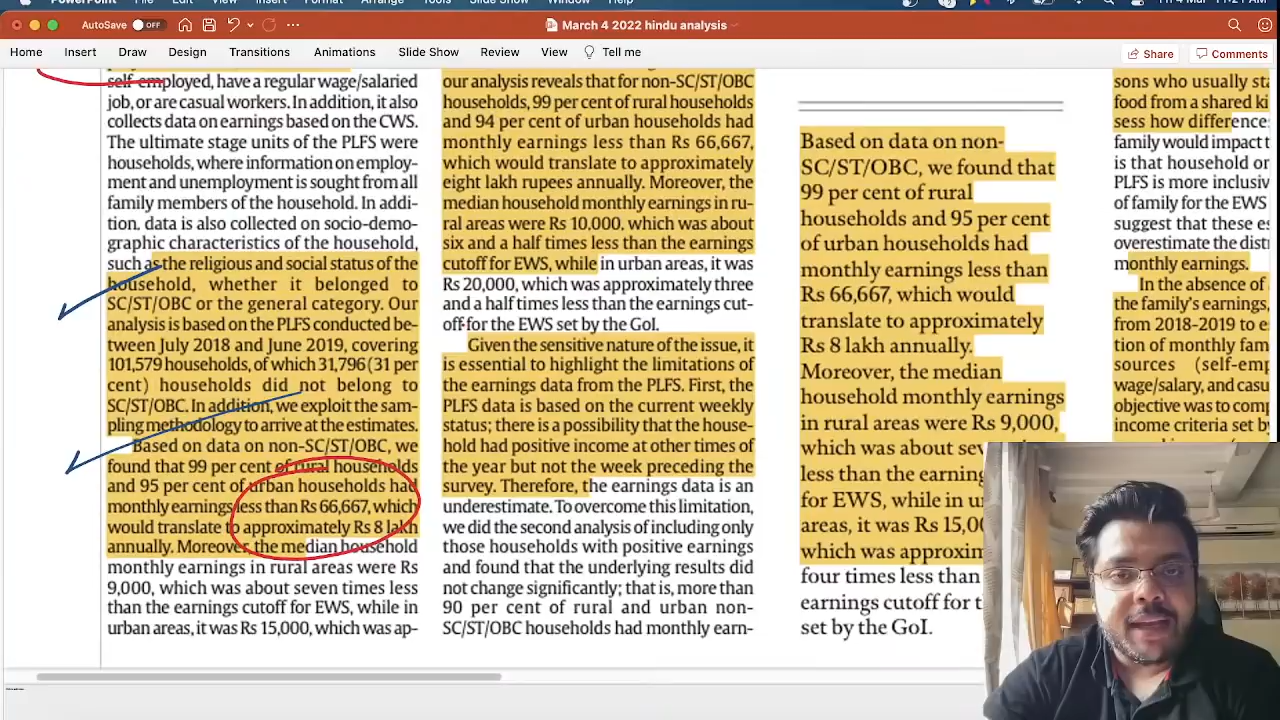 PowerPoint File Edit View Insert Format Arrange Tools Slide Show Window Help
AutoSave OFF
March 4 2022 hindu analysis
Home Insert Draw Design Transitions Animations Slide Show Review View Tell me
Share Comments
self-employed, have a regular wage/salaried
job, or are casual workers. In addition, it also
collects data on earnings based on the CWS.
The ultimate stage units of the PLFS were
households, where information on employ-
ment and unemployment is sought from all
family members of the household. In addi-
tion, data is also collected on socio-demo-
graphic characteristics of the household,
such as the religious and social status of the
household, whether it belonged to
SC/ST/OBC or the general category. Our
analysis is based on the PLFS conducted be-
tween July 2018 and June 2019, covering
101,579 households, of which 31,796 (31 per
cent) households did not belong to
SC/ST/OBC. In addition, we exploit the sam-
pling methodology to arrive at the estimates.
Based on data on non-SC/ST/OBC, we
found that 99 per cent of rural households
and 95 per cent of urban households had
monthly earnings less than Rs 66,667, which
would translate to approximately Rs 8 lakh
annually. Moreover, the median household
monthly earnings in rural areas were Rs
9,000, which was about seven times less
than the earnings cutoff for EWS, while in
urban areas, it was Rs 15,000, which was ap-
our analysis reveals that for non-SC/ST/OBC
households, 99 per cent of rural households
and 94 per cent of urban households had
monthly earnings less than Rs 66,667,
which would translate to approximately
eight lakh rupees annually. Moreover, the
median household monthly earnings in ru-
ral areas were Rs 10,000, which was about
six and a half times less than the earnings
cutoff for EWS, while in urban areas, it was
Rs 20,000, which was approximately three
and a half times less than the earnings cut-
off for the EWS set by the GoI.
Given the sensitive nature of the issue, it
is essential to highlight the limitations of
the earnings data from the PLFS. First, the
PLFS data is based on the current weekly
status; there is a possibility that the house-
hold had positive income at other times of
the year but not the week preceding the
survey. Therefore, the earnings data is an
underestimate. To overcome this limitation,
we did the second analysis of including only
those households with positive earnings
and found that the underlying results did
not change significantly; that is, more than
90 per cent of rural and urban non-
SC/ST/OBC households had monthly earn-
Based on data on non-
SC/ST/OBC, we found that
99 per cent of rural
households and 95 per cent
of urban households had
monthly earnings less than
Rs 66,667, which would
translate to approximately
Rs 8 lakh annually.
Moreover, the median
household monthly earnings
in rural areas were Rs 9,000,
which was about sev
less than the earnin
for EWS, while in u
areas, it was Rs 15,00
which was approxim
four times less than
earnings cutoff for t
set by the GoI.
sons who usually sta
food from a shared ki
sess how difference
family would impact t
is that household or
PLFS is more inclusiv
of family for the EWS
suggest that these es
overestimate the distr
monthly earnings.
In the absence of
the family's earnings,
from 2018-2019 to es
tion of monthly fam
sources (self-emp
wage/salary, and casu
objective was to comp
income criteria set by